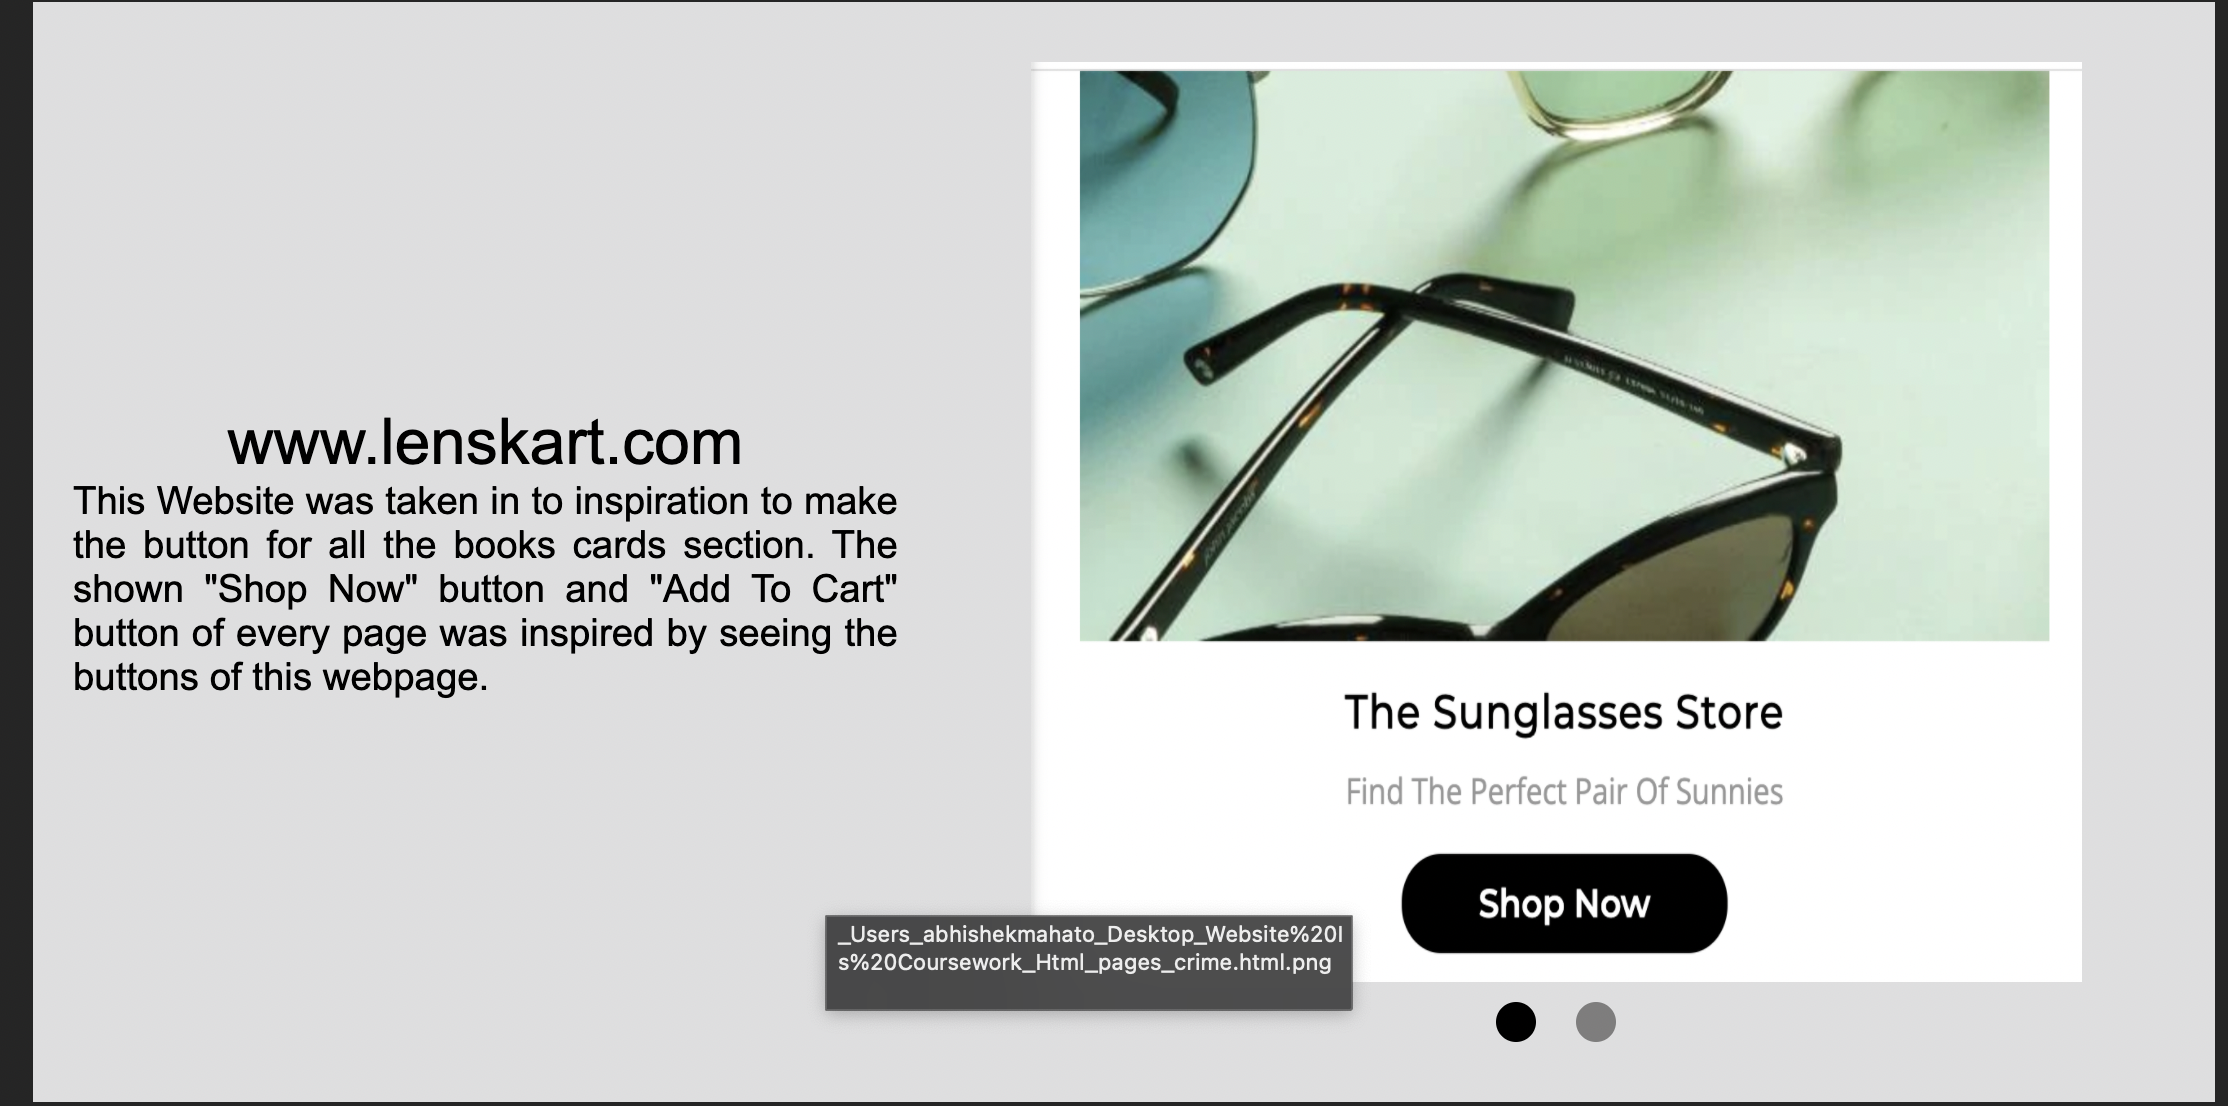 www.lenskart.com
This Website was taken in to inspiration to make
the button for all the books cards section. The
shown "Shop Now" button and "Add To Cart"
button of every page was inspired by seeing the
buttons of this webpage.
The Sunglasses Store
Find The Perfect Pair Of Sunnies
Shop Now
_Users_abhishekmahato_Desktop_Website%20I
s%20Coursework_Html_pages_crime.html.png